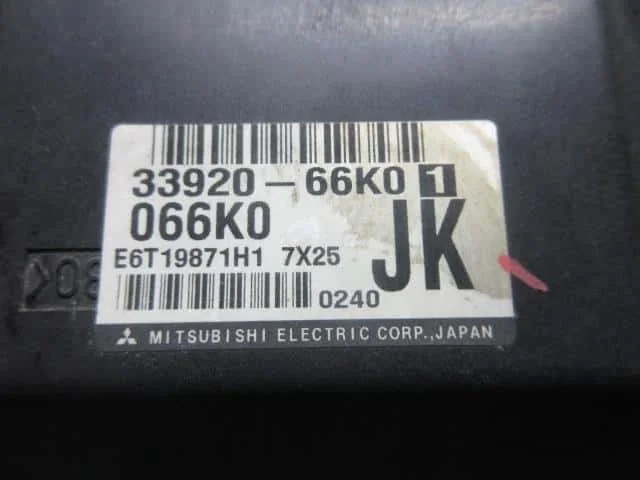 33920-66K0 1
066K0 JK
E6T19871H1 7X25
0240
MITSUBISHI ELECTRIC CORP.,JAPAN